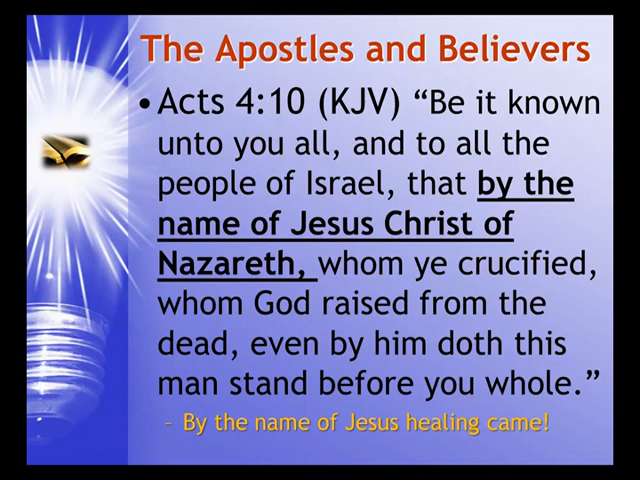 The Apostles and Believers
• Acts 4:10 (KJV) “Be it known
unto you all, and to all the
people of Israel, that by the
name of Jesus Christ of
Nazareth, whom ye crucified,
whom God raised from the
dead, even by him doth this
man stand before you whole.”
– By the name of Jesus healing came!